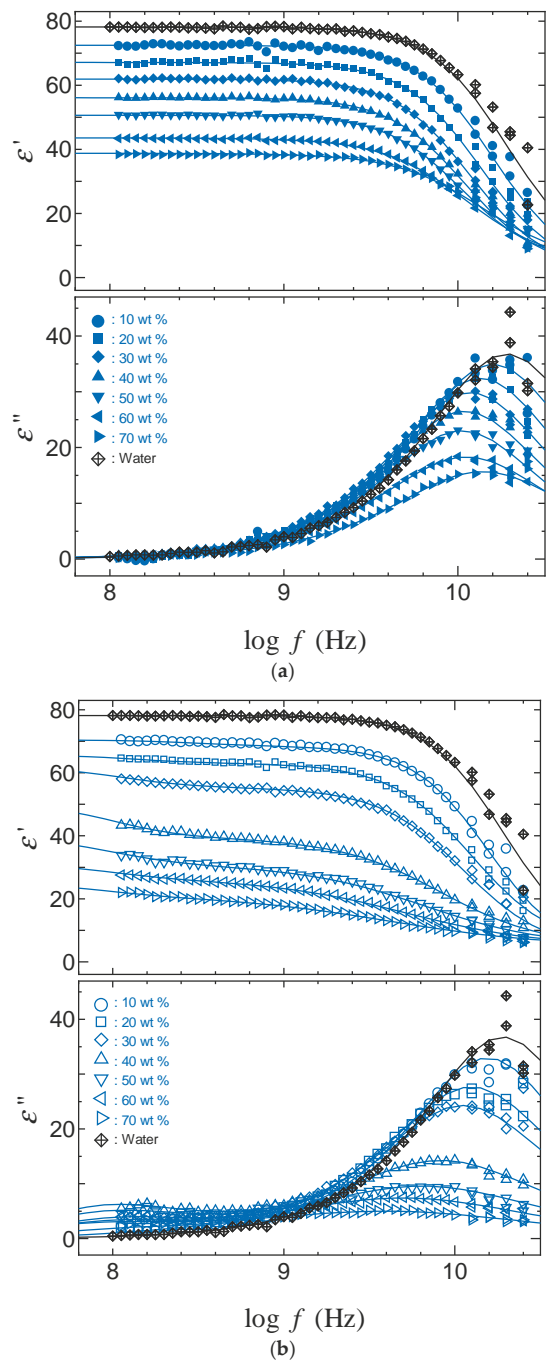 80
60
40
20
0
ε'
40
20
0
ε"
: 10 wt %
: 20 wt %
: 30 wt %
: 40 wt %
: 50 wt %
: 60 wt %
: 70 wt %
: Water
8 9 10
log f (Hz)
(a)
80
60
40
20
0
ε'
40
20
0
ε"
: 10 wt %
: 20 wt %
: 30 wt %
: 40 wt %
: 50 wt %
: 60 wt %
: 70 wt %
: Water
8 9 10
log f (Hz)
(b)